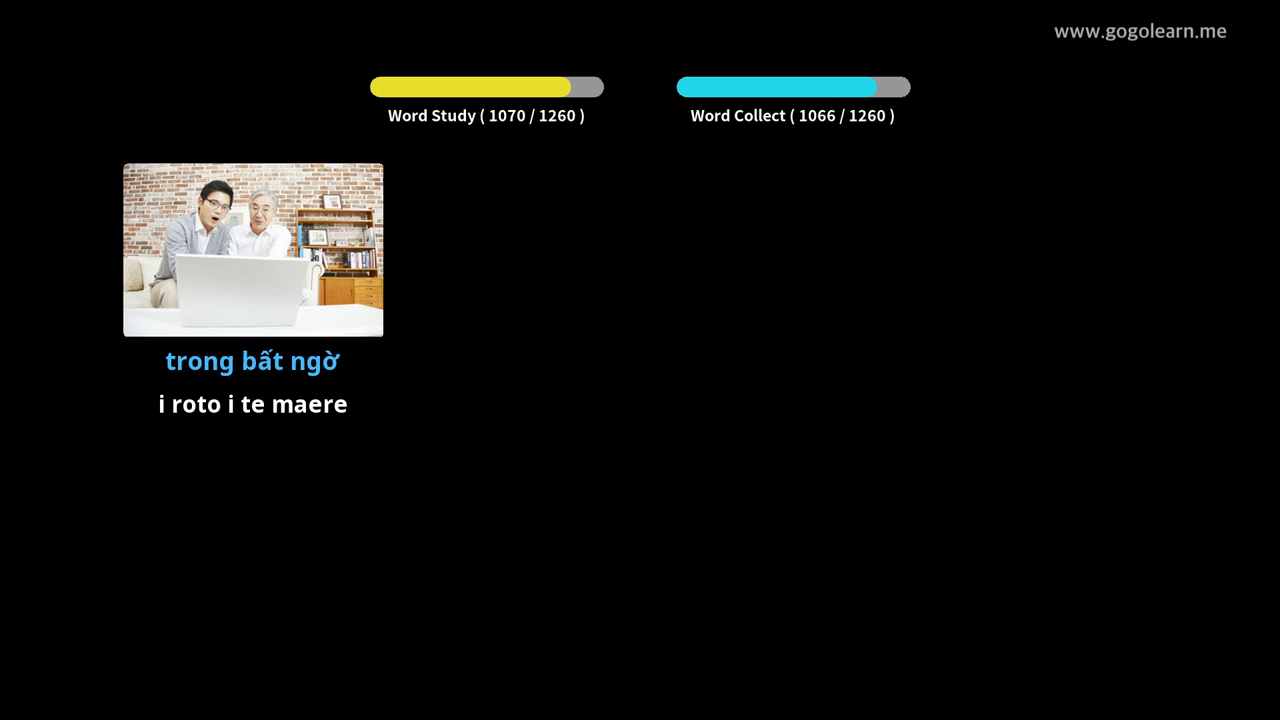 www.gogolearn.me
Word Study ( 1070 / 1260 )
Word Collect ( 1066 / 1260 )
trong bất ngờ
i roto i te maere